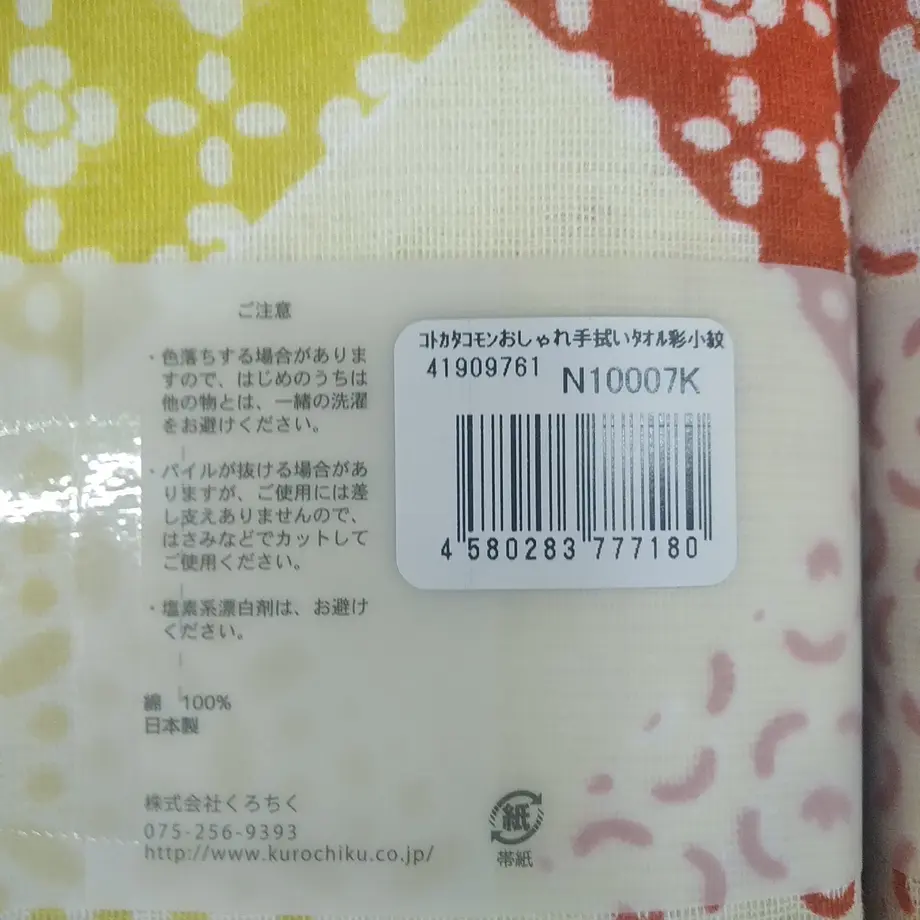 ご注意
・色落ちする場合がありま
すので、はじめのうちは
他の物とは、一緒の洗濯
をお避けください。
・パイルが抜ける場合があ
りますが、ご使用には差
し支えありませんので、
はさみなどでカットして
ご使用ください。
・塩素系漂白剤は、お避け
ください。
綿 100%
日本製
株式会社くろちく
075-256-9393
http://www.kurochiku.co.jp/
紙
帯紙
ｺﾄｶﾀｺﾓﾝおしゃれ手拭いﾀｵﾙ彩小紋
41909761
N10007K
4 580283 777180